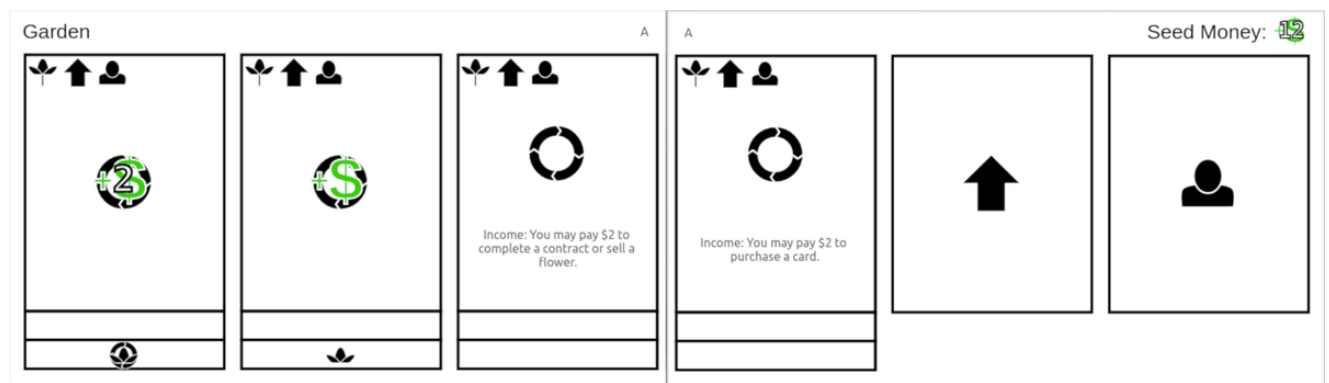 Garden
A
A
Seed Money: +$12
+$2
+$
Income: You may pay $2 to
complete a contract or sell a
flower.
Income: You may pay $2 to
purchase a card.